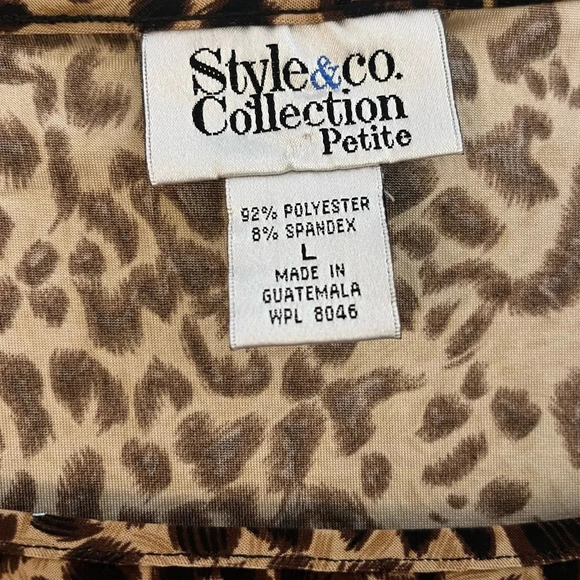 Style&co.
Collection
Petite
92% POLYESTER
8% SPANDEX
L
MADE IN
GUATEMALA
WPL 8046